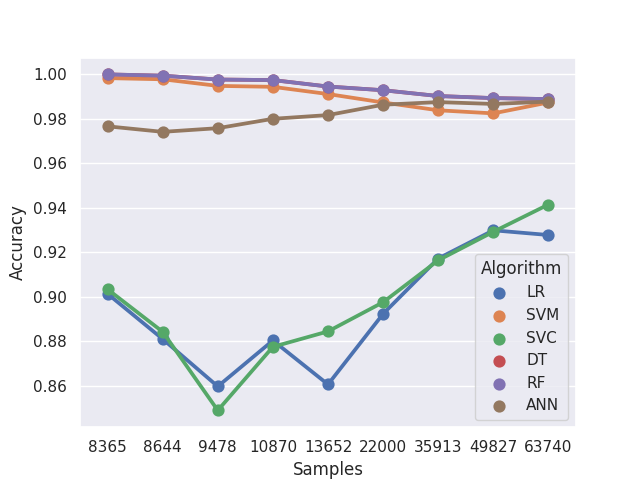 1.00
0.98
0.96
0.94
0.92
0.90
0.88
0.86
Accuracy
8365 8644 9478 10870 13652 22000 35913 49827 63740
Samples
Algorithm
LR
SVM
SVC
DT
RF
ANN